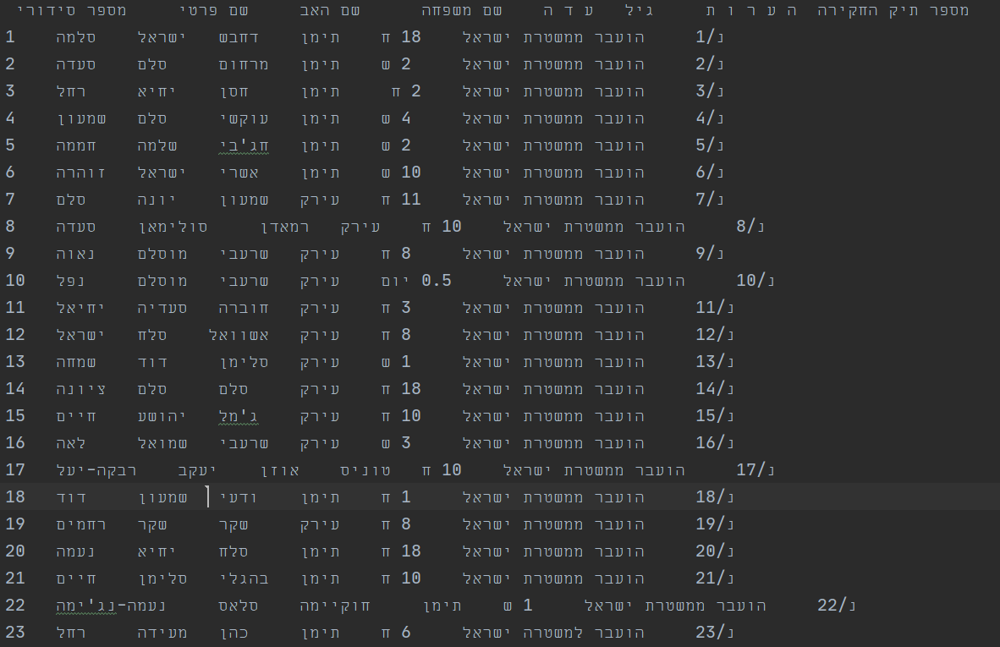 מספר סידורי	שם פרטי	שם האב	שם משפחה	ע ד ה	גיל	ה ע ר ו ת	מספר תיק החקירה
1	סלמה	ישראל	דחבש	תימן	18 ח	הועבר ממשטרת ישראל	נ/1
2	סעדה	סלם	מרחום	תימן	2 ש	הועבר ממשטרת ישראל	נ/2
3	רחל	יחיא	חסן	תימן	2 ח	הועבר ממשטרת ישראל	נ/3
4	שמעון	סלם	עוקשי	תימן	4 ש	הועבר ממשטרת ישראל	נ/4
5	חממה	שלמה	חג'בי	תימן	2 ש	הועבר ממשטרת ישראל	נ/5
6	זוהרה	ישראל	אשרי	תימן	10 ש	הועבר ממשטרת ישראל	נ/6
7	סלם	יונה	שמעון	עירק	11 ח	הועבר ממשטרת ישראל	נ/7
8	סעדה	סולימאן	רמאדן	עירק	10 ח	הועבר ממשטרת ישראל	נ/8
9	נאוה	מוסלם	שרעבי	עירק	8 ח	הועבר ממשטרת ישראל	נ/9
10	נפל	מוסלם	שרעבי	עירק	0.5 יום	הועבר ממשטרת ישראל	נ/10
11	יחיאל	סעדיה	חוברה	עירק	3 ח	הועבר ממשטרת ישראל	נ/11
12	ישראל	סלח	אשוואל	עירק	8 ח	הועבר ממשטרת ישראל	נ/12
13	שמחה	דוד	סלימן	עירק	1 ש	הועבר ממשטרת ישראל	נ/13
14	ציונה	סלם	סלם	עירק	18 ח	הועבר ממשטרת ישראל	נ/14
15	חיים	יהושע	ג'מל	עירק	10 ח	הועבר ממשטרת ישראל	נ/15
16	לאה	שמואל	שרעבי	עירק	3 ש	הועבר ממשטרת ישראל	נ/16
17	רבקה-יעל	יעקב	אוזן	טוניס	10 ח	הועבר ממשטרת ישראל	נ/17
18	דוד	שמעון	ודעי	תימן	1 ח	הועבר ממשטרת ישראל	נ/18
19	רחמים	שקר	שקר	עירק	8 ח	הועבר ממשטרת ישראל	נ/19
20	נעמה	יחיא	סלח	תימן	18 ח	הועבר ממשטרת ישראל	נ/20
21	חיים	סלימן	בהגלי	תימן	10 ח	הועבר ממשטרת ישראל	נ/21
22	נעמה-נג'ימה	סלאס	חוקיימה	תימן	1 ש	הועבר ממשטרת ישראל	נ/22
23	רחל	מעידה	כהן	תימן	6 ח	הועבר למשטרה ישראל	נ/23